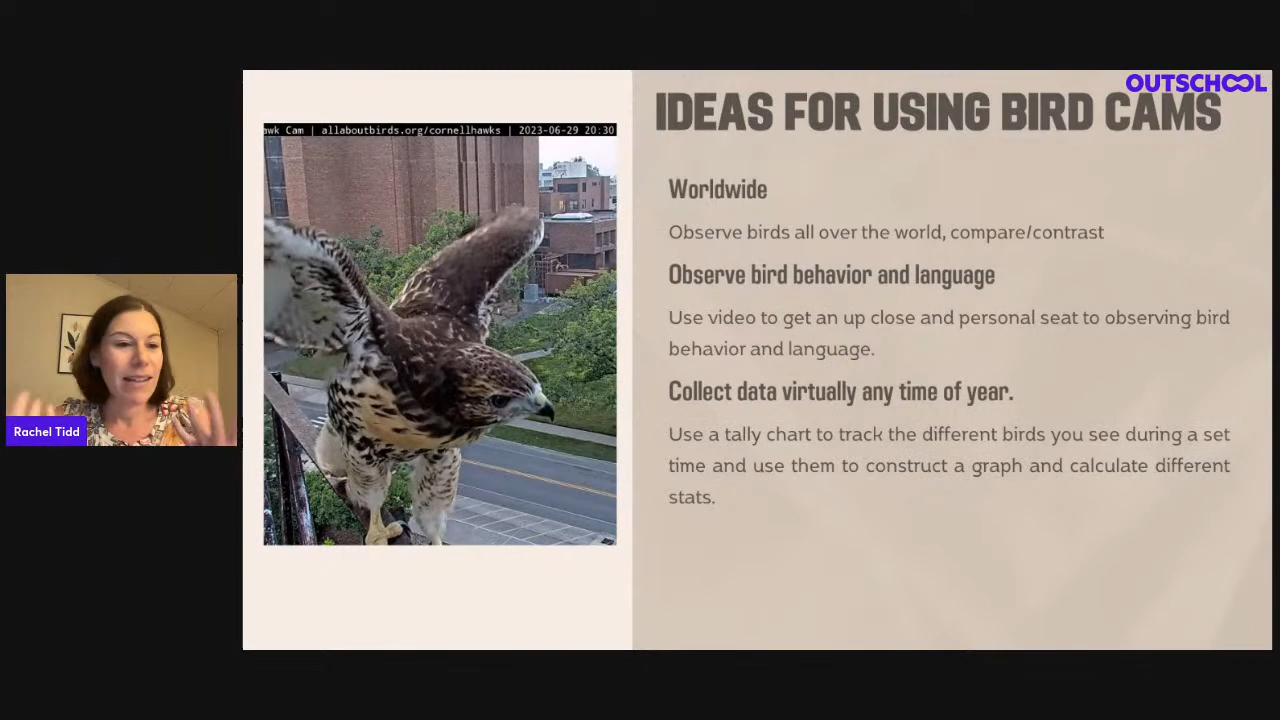 OUTSCHOOL
IDEAS FOR USING BIRD CAMS
awk Cam | allaboutbirds.org/cornellhawks | 2023-06-29 20:30
Worldwide
Observe birds all over the world, compare/contrast
Observe bird behavior and language
Use video to get an up close and personal seat to observing bird
behavior and language.
Collect data virtually any time of year.
Use a tally chart to track the different birds you see during a set
time and use them to construct a graph and calculate different
stats.
Rachel Tidd